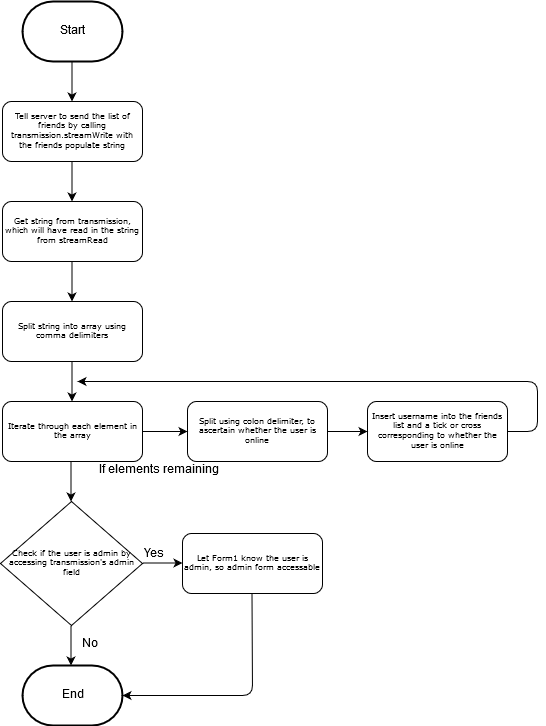 Start
Tell server to send the list of
friends by calling
transmission.streamWrite with
the friends populate string
Get string from transmission,
which will have read in the string
from streamRead
Split string into array using
comma delimiters
Iterate through each element in
the array
Split using colon delimiter, to
ascertain whether the user is
online
Insert username into the friends
list and a tick or cross
corresponding to whether the
user is online
If elements remaining
Check if the user is admin by
accessing transmission's admin
field
Yes
Let Form1 know the user is
admin, so admin form accessable
No
End